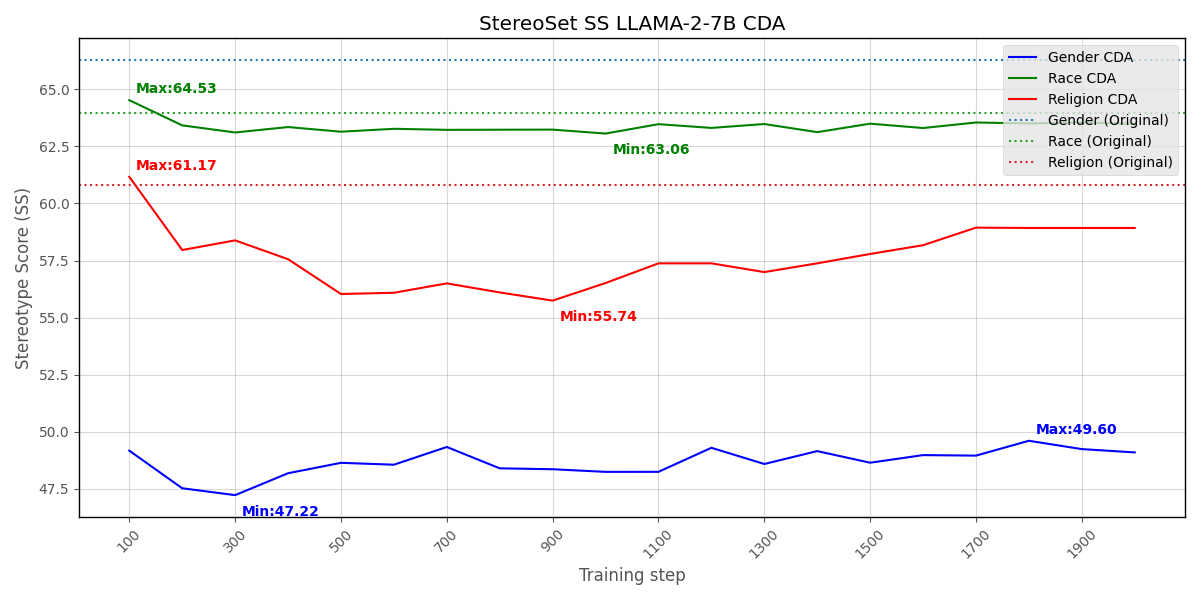 StereoSet SS LLAMA-2-7B CDA
Stereotype Score (SS)
65.0
62.5
60.0
57.5
55.0
52.5
50.0
47.5
Max:64.53
Min:63.06
Max:61.17
Min:55.74
Max:49.60
Min:47.22
Gender CDA
Race CDA
Religion CDA
Gender (Original)
Race (Original)
Religion (Original)
100
300
500
700
900
1100
1300
1500
1700
1900
Training step